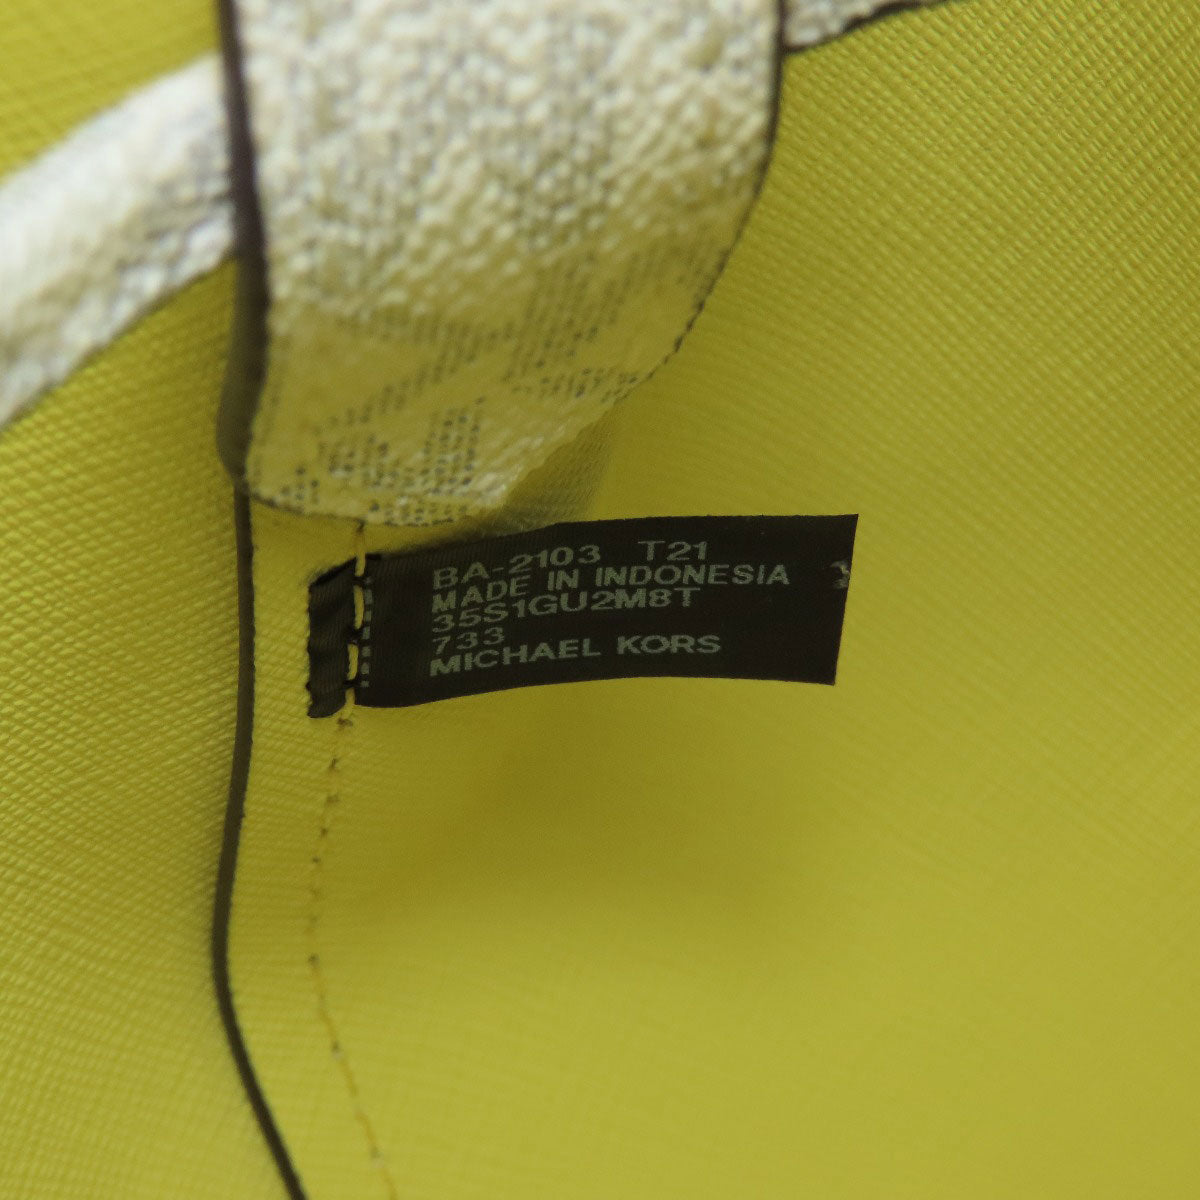 BA-2103 T21
MADE IN INDONESIA
35S1GU2M8T
733
MICHAEL KORS